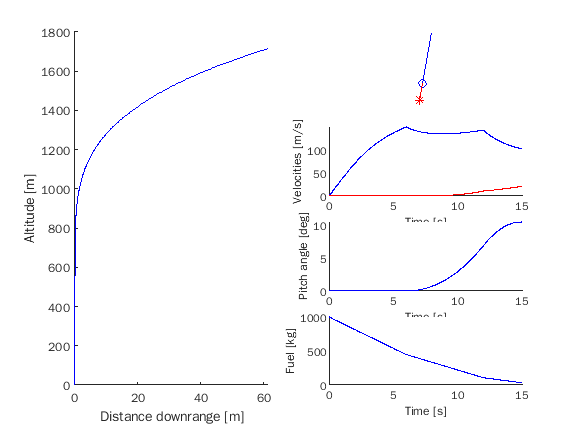 1800
1600
1400
1200
1000
800
600
400
200
0
Altitude [m]
0 20 40 60
Distance downrange [m]
Velocities [m/s]
100
50
0
0 5 10 15
Time [s]
Pitch angle [deg]
10
5
0
0 5 10 15
Time [s]
Fuel [kg]
1000
500
0
0 5 10 15
Time [s]